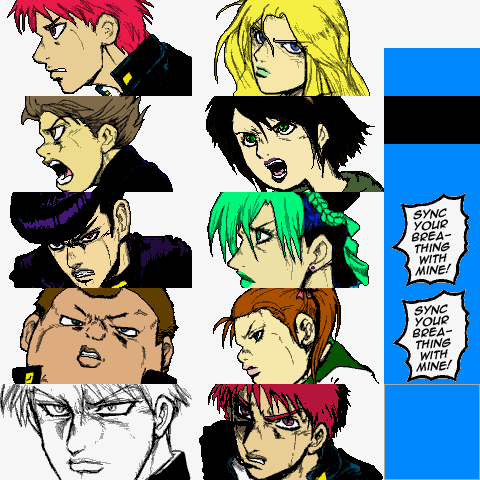 SYNC
YOUR
BREA-
THING
WITH
MINE!
SYNC
YOUR
BREA-
THING
WITH
MINE!